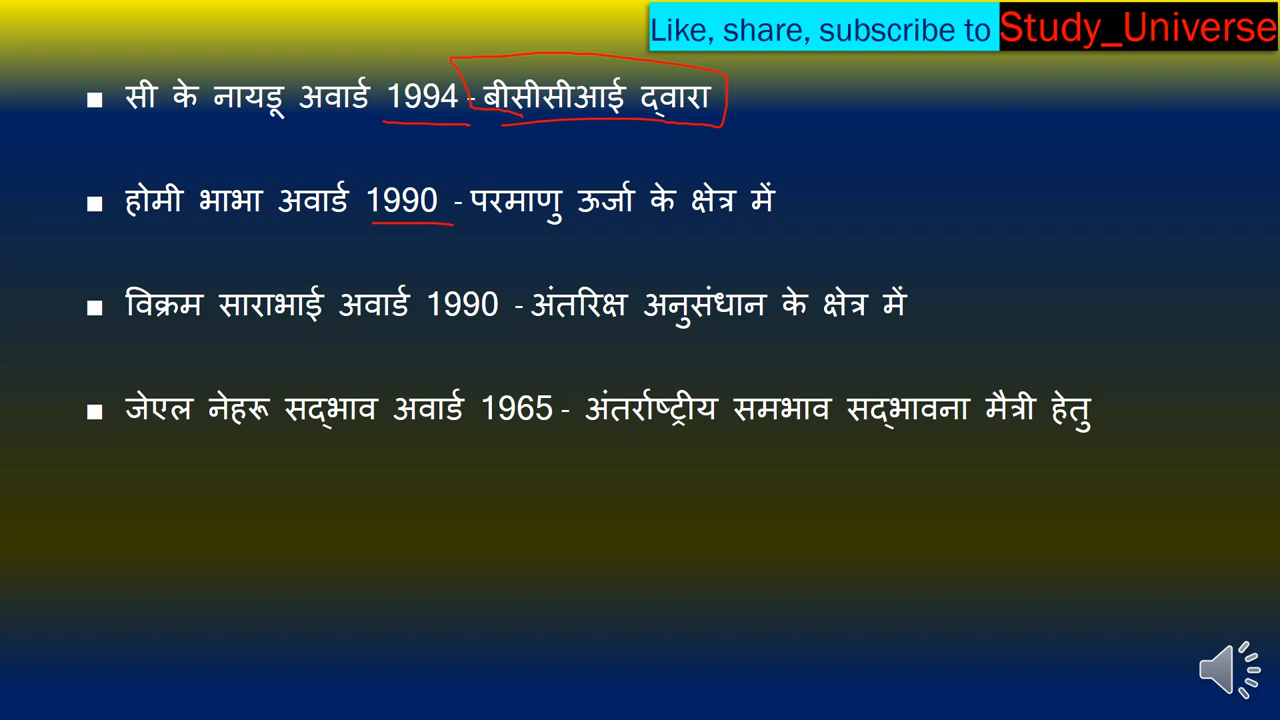 Like, share, subscribe to Study_Universe
▪ सी के नायडू अवार्ड 1994 - बीसीसीआई द्वारा
▪ होमी भाभा अवार्ड 1990 - परमाणु ऊर्जा के क्षेत्र में
▪ विक्रम साराभाई अवार्ड 1990 - अंतरिक्ष अनुसंधान के क्षेत्र में
▪ जेएल नेहरू सद्भाव अवार्ड 1965 - अंतर्राष्ट्रीय समभाव सद्भावना मैत्री हेतु